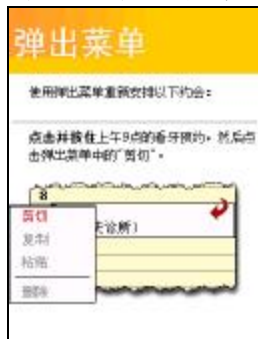 弹出菜单
使用弹出菜单重新安排以下约会：
点击并按住上午9点的看牙预约。然后点
击弹出菜单中的“剪切”。
8
剪切
复制
诊所）
粘贴
删除